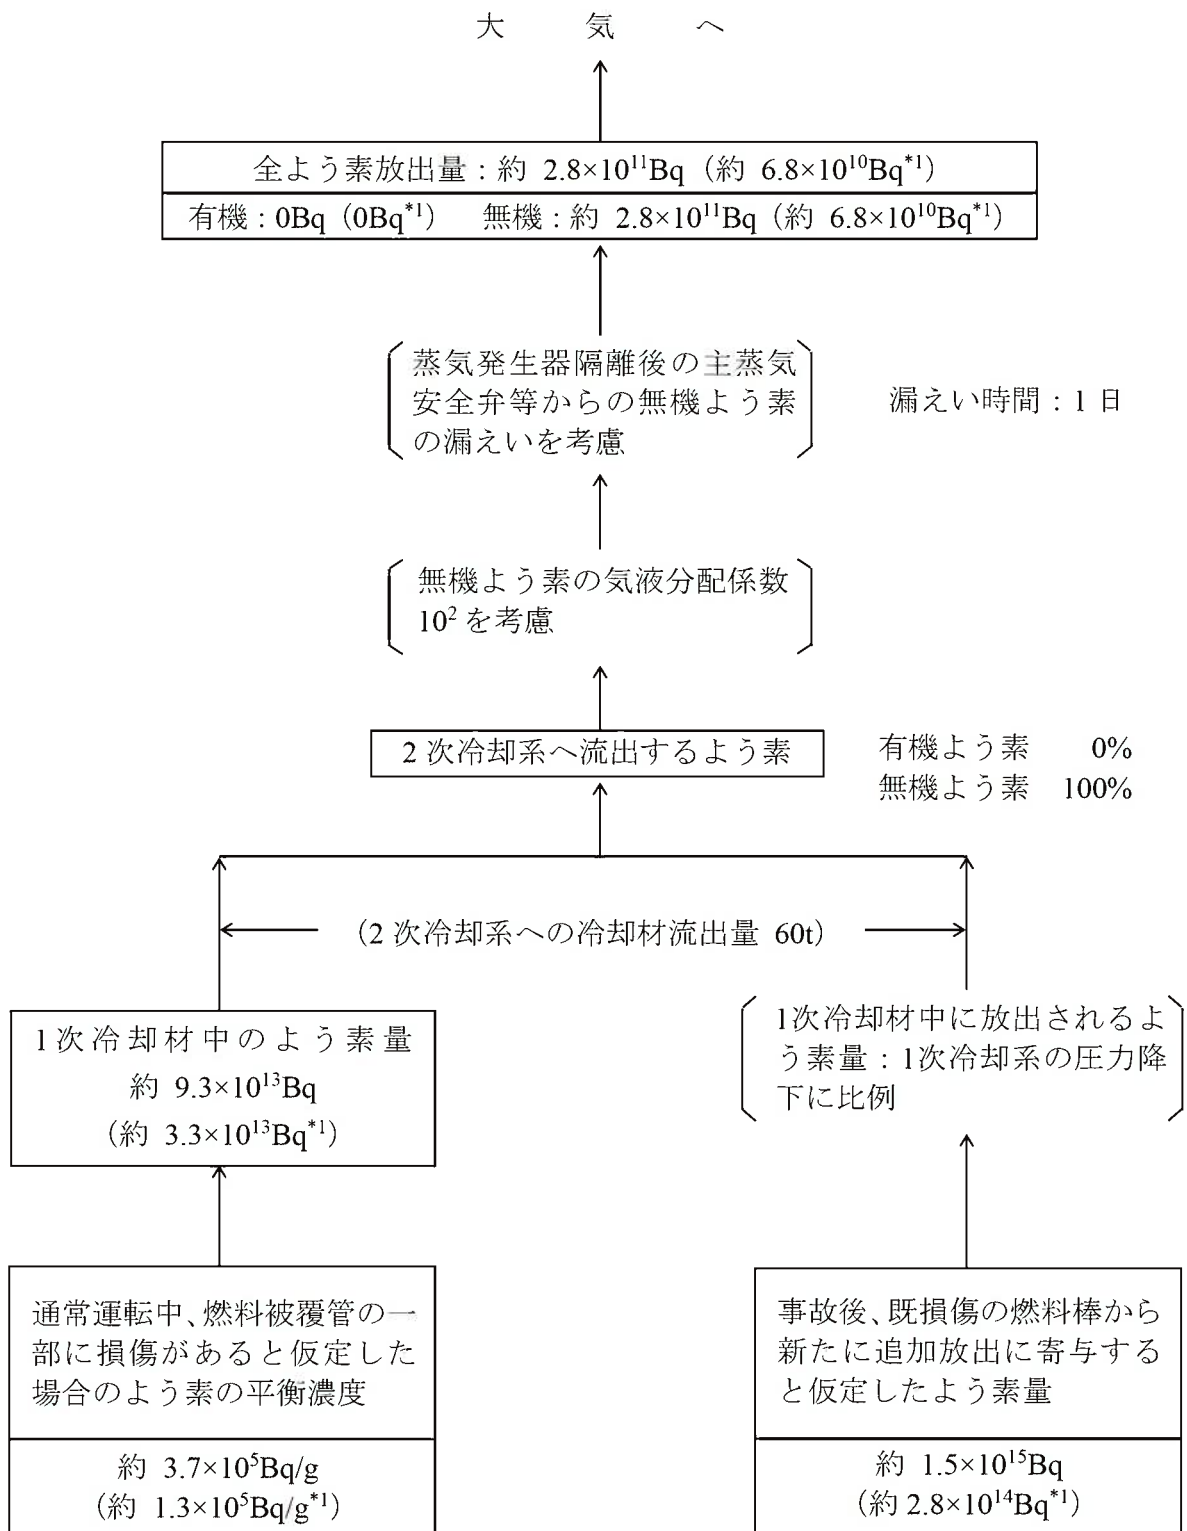 大気へ
全よう素放出量：約 2.8×10¹¹Bq（約 6.8×10¹⁰Bq*¹）
有機：0Bq（0Bq*¹） 無機：約 2.8×10¹¹Bq（約 6.8×10¹⁰Bq*¹）
蒸気発生器隔離後の主蒸気
安全弁等からの無機よう素
の漏えいを考慮
漏えい時間：1 日
無機よう素の気液分配係数
10² を考慮
2 次冷却系へ流出するよう素
有機よう素 0%
無機よう素 100%
（2 次冷却系への冷却材流出量 60t）
1次冷却材中のよう素量
約 9.3×10¹³Bq
（約 3.3×10¹³Bq*¹）
1次冷却材中に放出されるよ
う素量：1次冷却系の圧力降
下に比例
通常運転中、燃料被覆管の一
部に損傷があると仮定した
場合のよう素の平衡濃度
約 3.7×10⁵Bq/g
（約 1.3×10⁵Bq/g*¹）
事故後、既損傷の燃料棒から
新たに追加放出に寄与する
と仮定したよう素量
約 1.5×10¹⁵Bq
（約 2.8×10¹⁴Bq*¹）